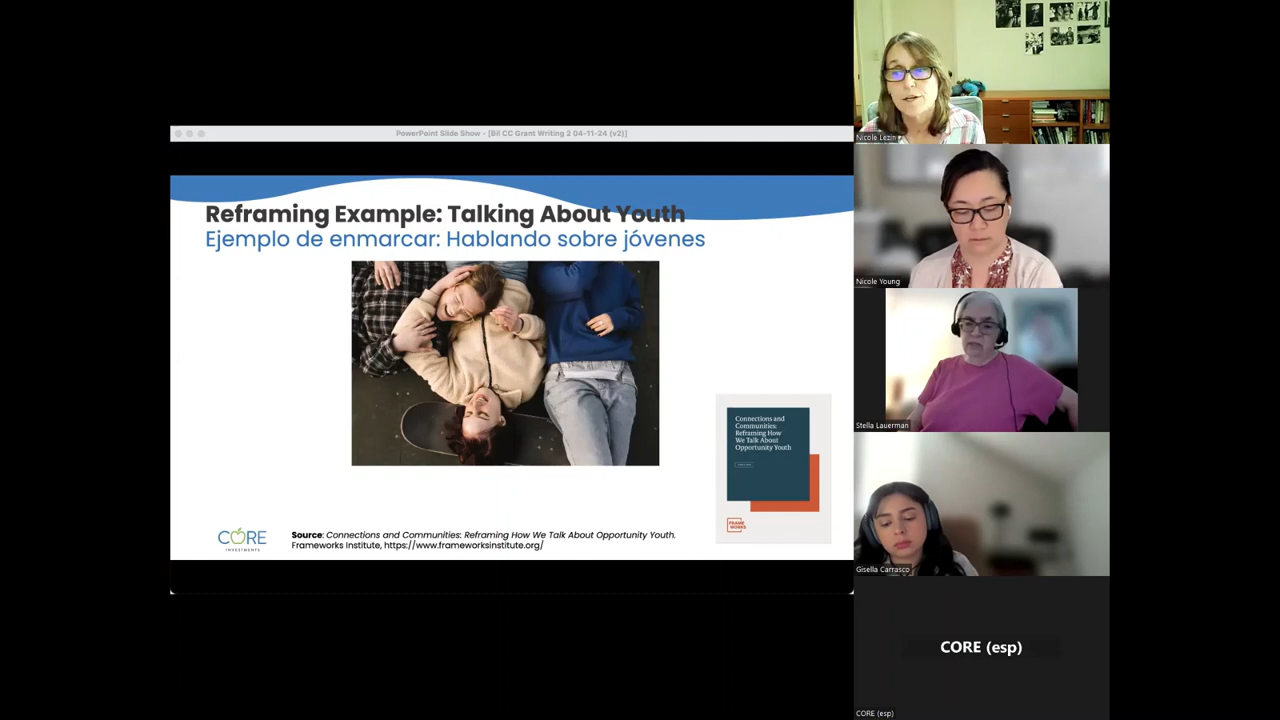 PowerPoint Slide Show - [Bil CC Grant Writing 2 04-11-24 (v2)]
Reframing Example: Talking About Youth
Ejemplo de enmarcar: Hablando sobre jóvenes
Connections and
Communities:
Reframing How
We Talk About
Opportunity Youth
FRAME
WORKS
CORE
INVESTMENTS
Source: Connections and Communities: Reframing How We Talk About Opportunity Youth.
Frameworks Institute, https://www.frameworksinstitute.org/
Nicole Lezin
Nicole Young
Stella Lauerman
Gisella Carrasco
CORE (esp)
CORE (esp)